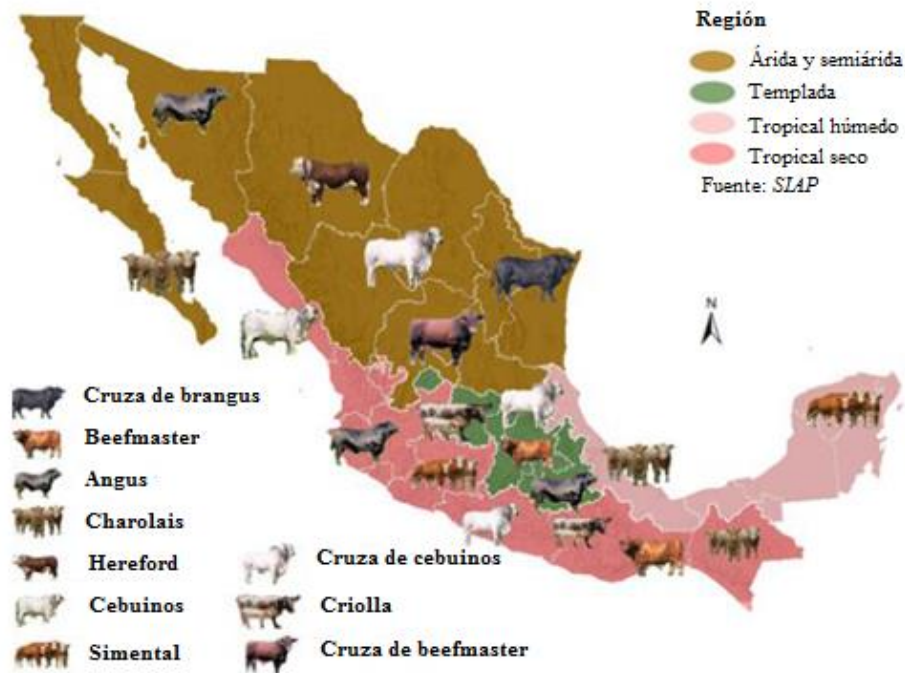 Región
Árida y semiárida
Templada
Tropical húmedo
Tropical seco
Fuente: SIAP
N
Cruza de brangus
Beefmaster
Angus
Charolais
Hereford
Cebuinos
Simental
Cruza de cebuinos
Criolla
Cruza de beefmaster